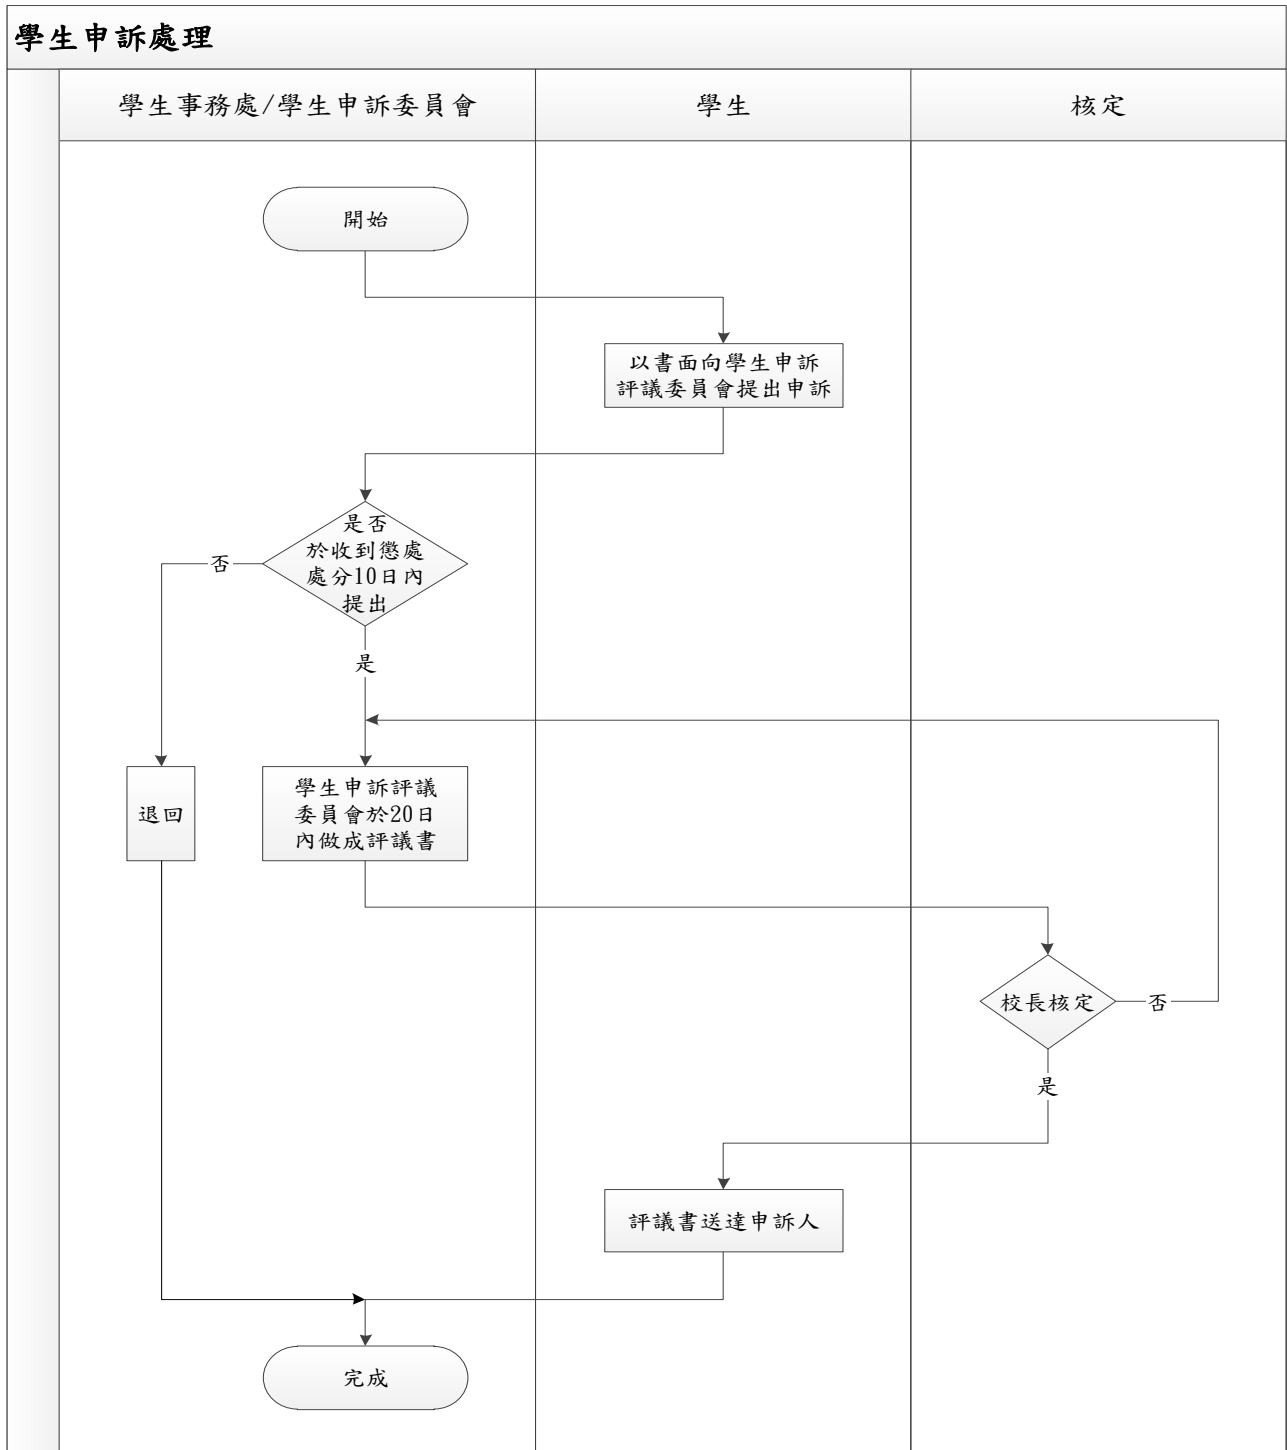 學生申訴處理
學生事務處/學生申訴委員會
學生
核定
開始
以書面向學生申訴
評議委員會提出申訴
是否
於收到懲處
處分10日內
提出
否
是
退回
學生申訴評議
委員會於20日
內做成評議書
校長核定
否
是
評議書送達申訴人
完成